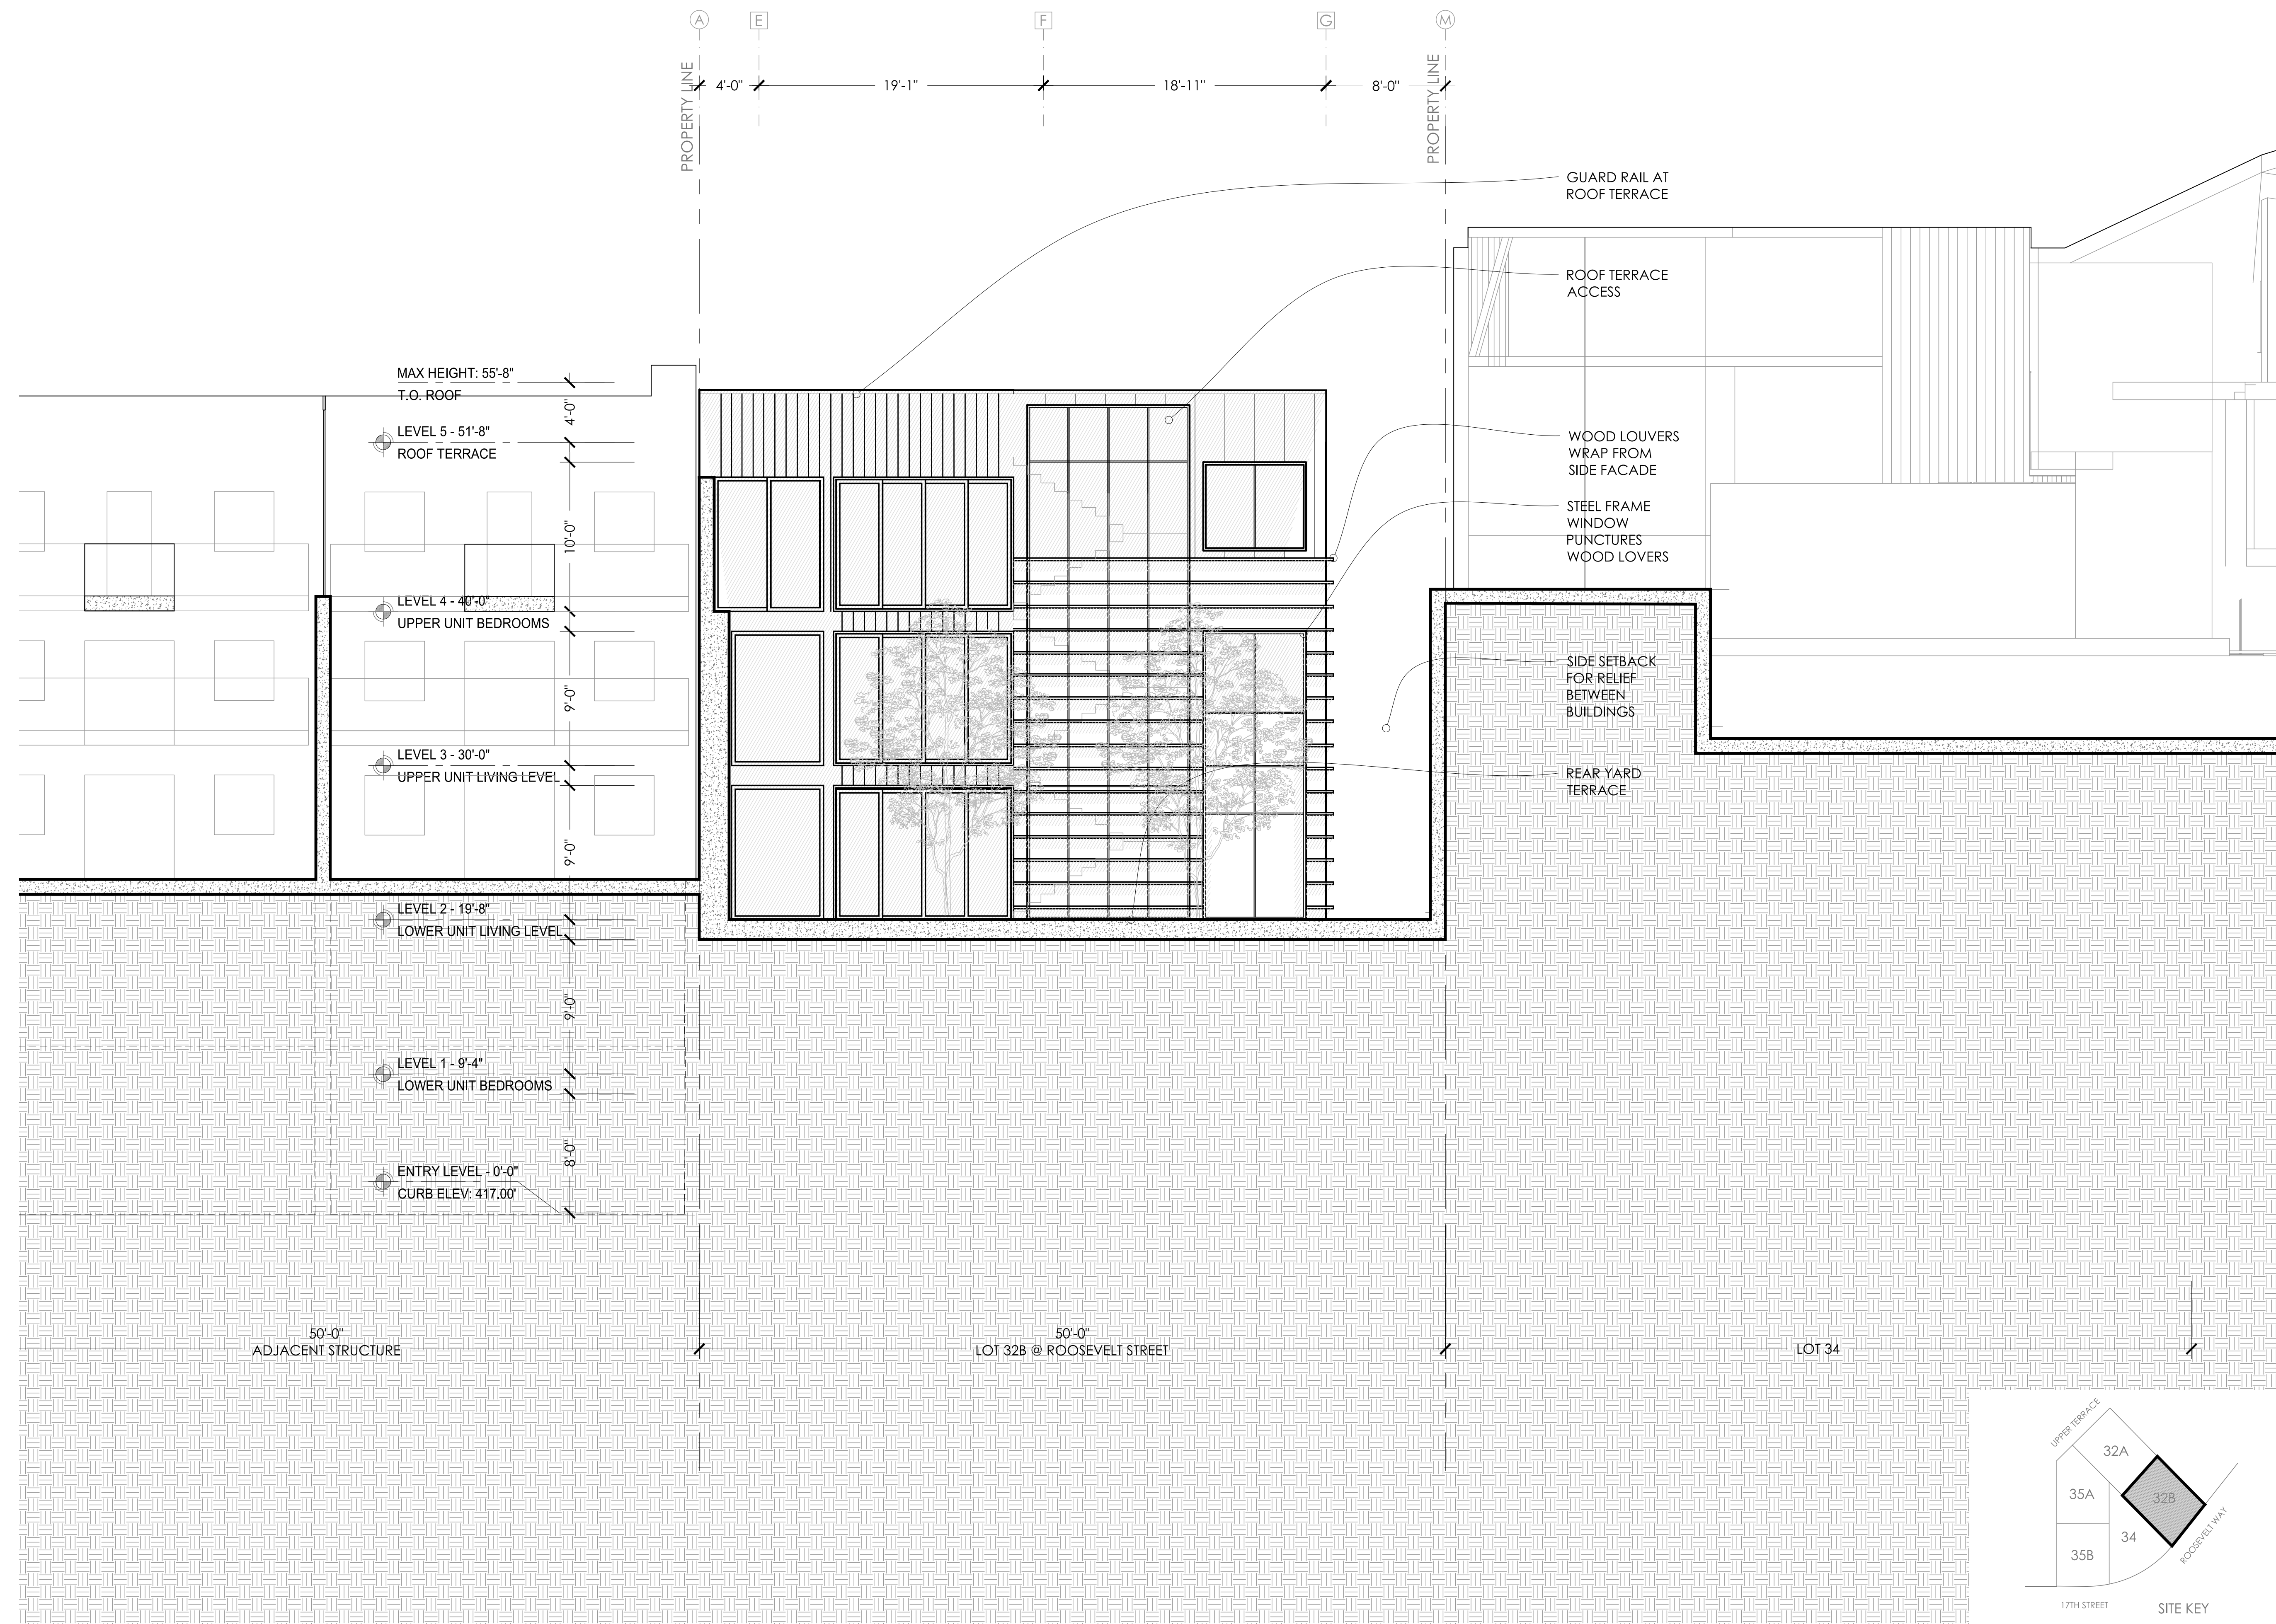 A
E
F
G
M
PROPERTY LINE
4'-0"
19'-1"
18'-11"
8'-0"
PROPERTY LINE
GUARD RAIL AT
ROOF TERRACE
ROOF TERRACE
ACCESS
WOOD LOUVERS
WRAP FROM
SIDE FACADE
STEEL FRAME
WINDOW
PUNCTURES
WOOD LOVERS
SIDE SETBACK
FOR RELIEF
BETWEEN
BUILDINGS
REAR YARD
TERRACE
MAX HEIGHT: 55'-8"
T.O. ROOF
4'-0"
LEVEL 5 - 51'-8"
ROOF TERRACE
10'-0"
LEVEL 4 - 40'-0"
UPPER UNIT BEDROOMS
9'-0"
LEVEL 3 - 30'-0"
UPPER UNIT LIVING LEVEL
9'-0"
LEVEL 2 - 19'-8"
LOWER UNIT LIVING LEVEL
9'-0"
LEVEL 1 - 9'-4"
LOWER UNIT BEDROOMS
8'-0"
ENTRY LEVEL - 0'-0"
CURB ELEV: 417.00'
50'-0"
ADJACENT STRUCTURE
50'-0"
LOT 32B @ ROOSEVELT STREET
LOT 34
UPPER TERRACE
32A
35A
32B
34
35B
ROOSEVELT WAY
17TH STREET
SITE KEY